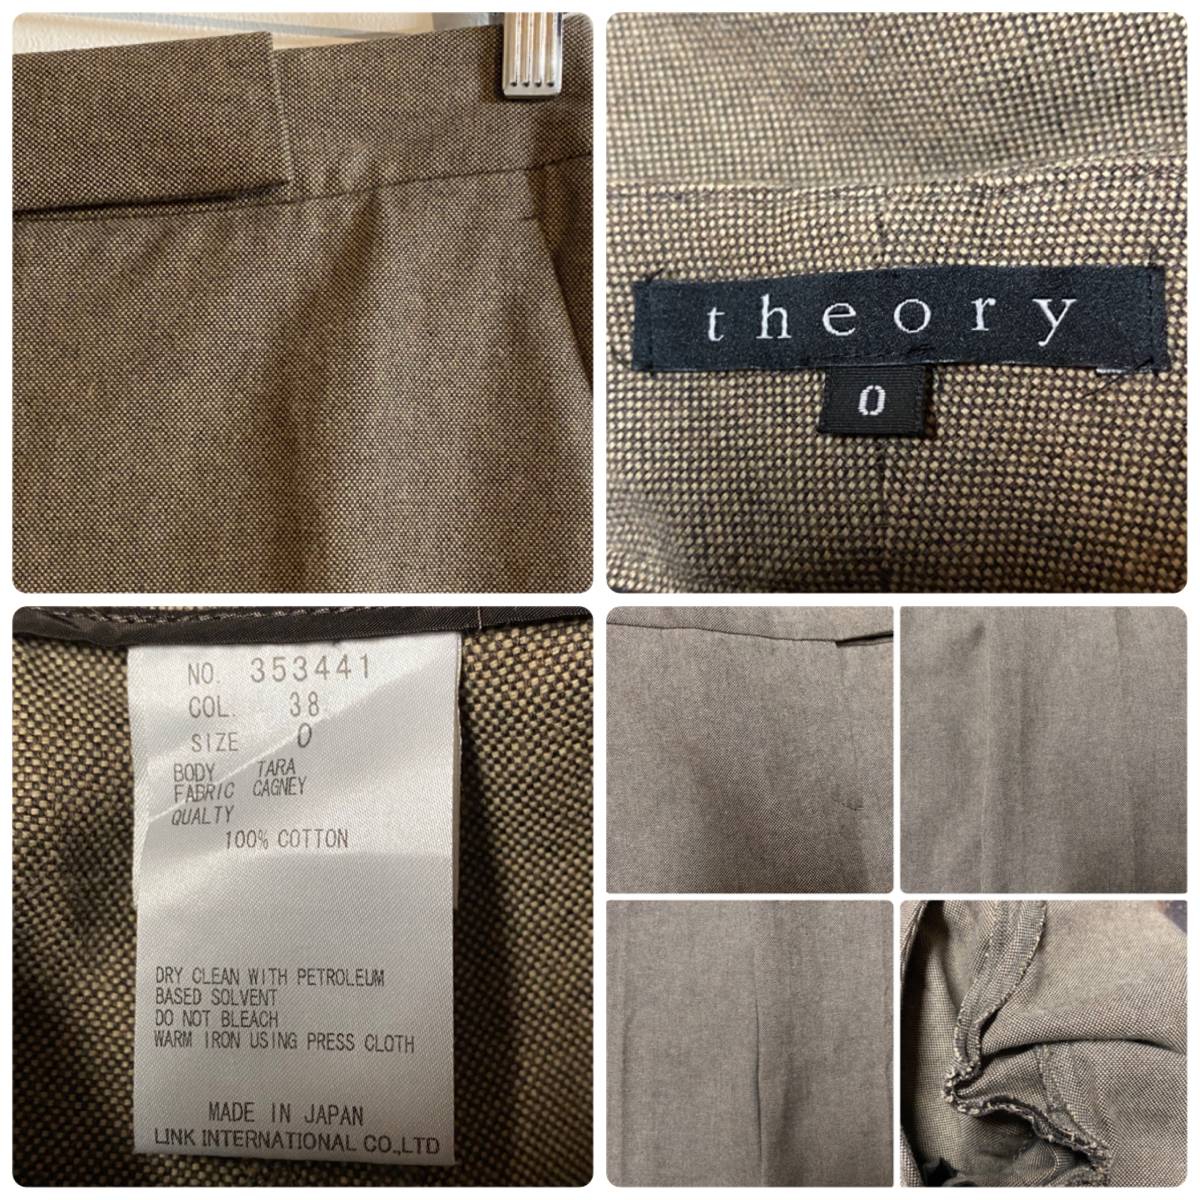 theory
0
NO. 353441
COL. 38
SIZE 0
BODY TARA
FABRIC CAGNEY
QUALTY
100% COTTON
DRY CLEAN WITH PETROLEUM
BASED SOLVENT
DO NOT BLEACH
WARM IRON USING PRESS CLOTH
MADE IN JAPAN
LINK INTERNATIONAL CO.,LTD